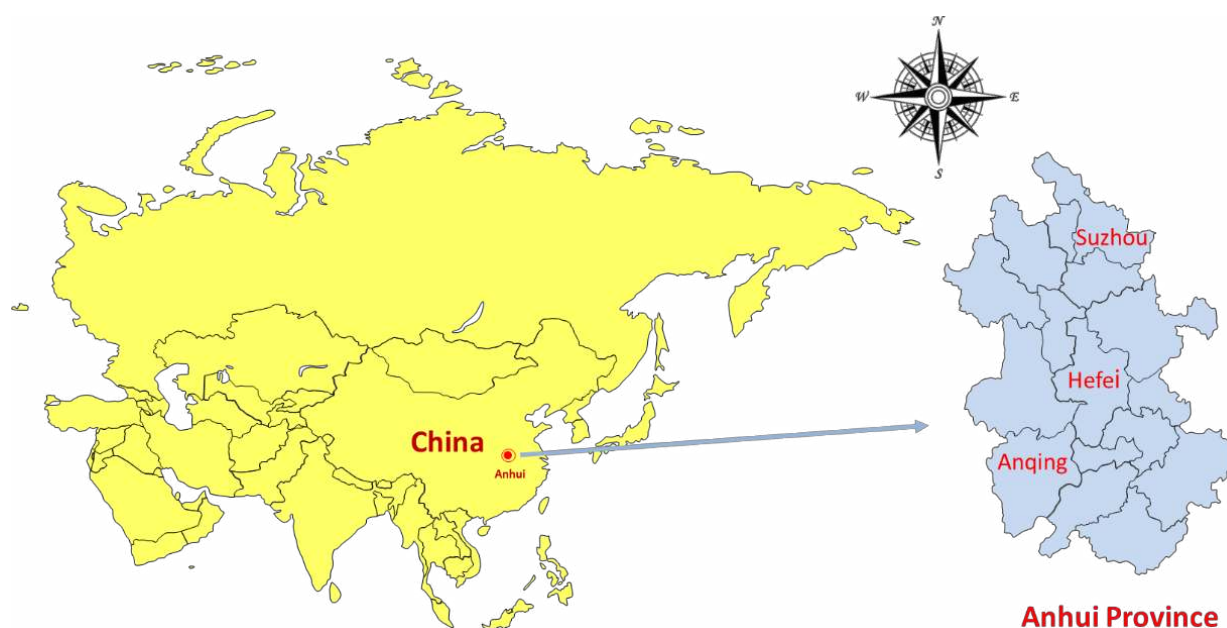 N
W
E
S
Suzhou
Hefei
China
Anhui
Anqing
Anhui Province